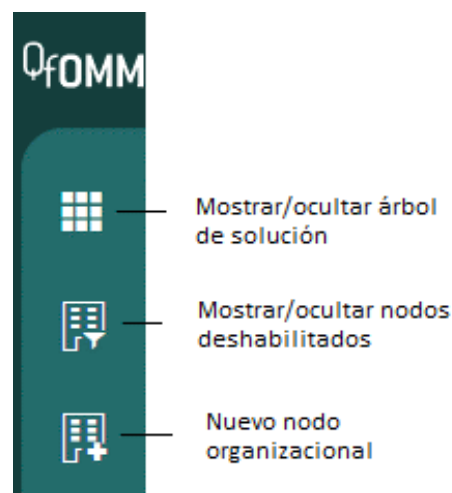 QfOMM
Mostrar/ocultar árbol
de solución
Mostrar/ocultar nodos
deshabilitados
Nuevo nodo
organizacional